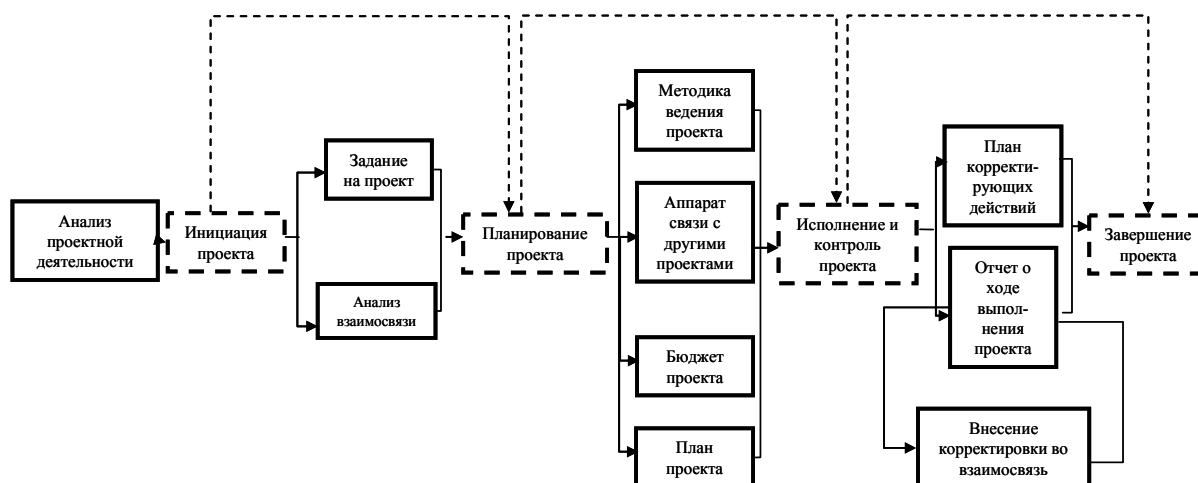 Анализ
проектной
деятельности
Инициация
проекта
Задание
на проект
Анализ
взаимосвязи
Планирование
проекта
Методика
ведения
проекта
Аппарат
связи с
другими
проектами
Бюджет
проекта
План
проекта
Исполнение и
контроль
проекта
План
корректи-
рующих
действий
Отчет о
ходе
выпол-
нения
проекта
Внесение
корректировки во
взаимосвязь
Завершение
проекта